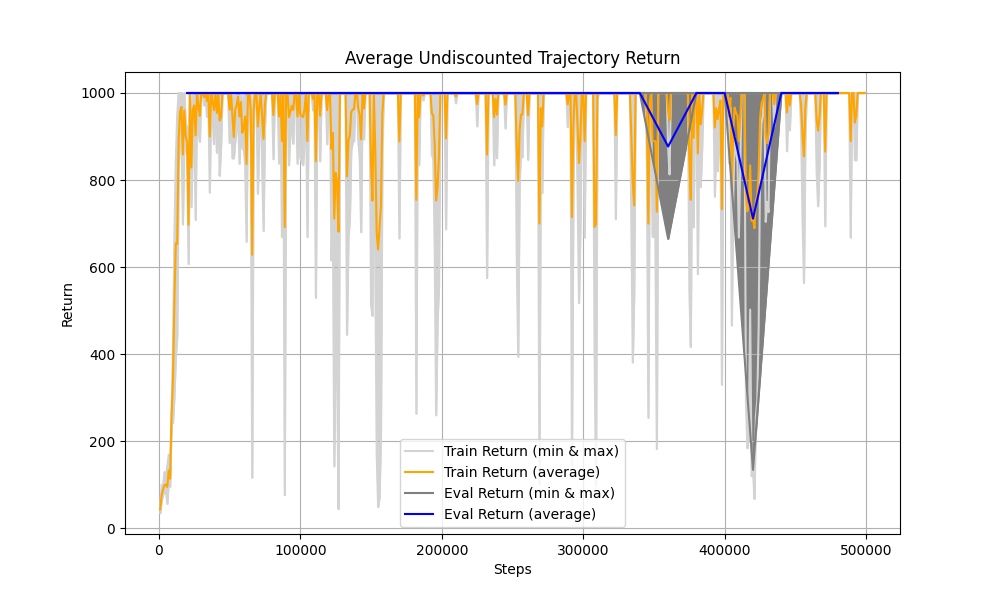 Average Undiscounted Trajectory Return
Return
1000
800
600
400
200
0
Train Return (min & max)
Train Return (average)
Eval Return (min & max)
Eval Return (average)
0 100000 200000 300000 400000 500000
Steps